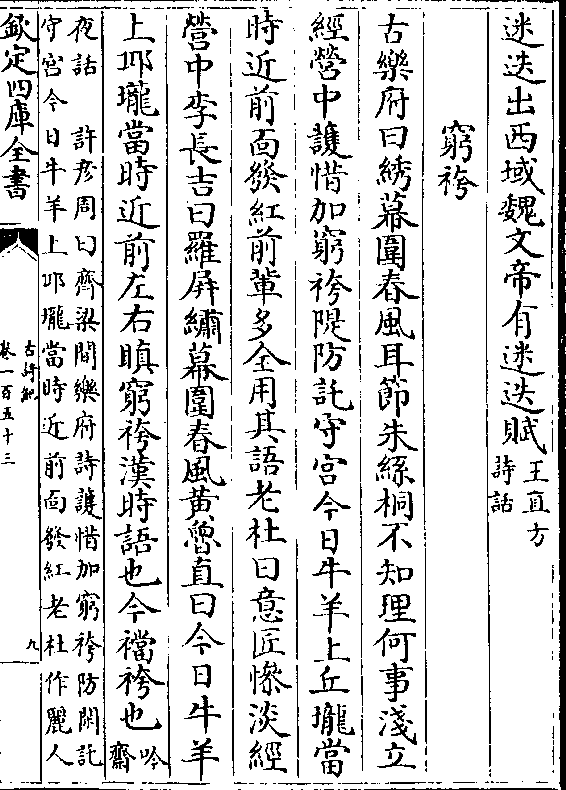 迷迭出西域魏文帝有迷迭賦王直方詩話
窮袴
古樂府曰綉幕圍春風耳節朱絲桐不知理何事淺立
經營中護惜加窮袴隄防託守宮今日牛羊上丘壠當
時近前面發紅前軰多全用其語老杜曰意匠慘淡經
營中李長吉曰羅屛繡幕圍春風黃魯直曰今日牛羊
上邱壠當時近前左右瞋窮袴漢時語也今襠袴也吟齋
夜話 許彦周曰齊梁間樂府詩護惜加窮袴防閑託
守宮今日牛羊上邱壠當時近前面發紅老杜作麗人
欽定四庫全書
古詩紀
卷一百五十三
九